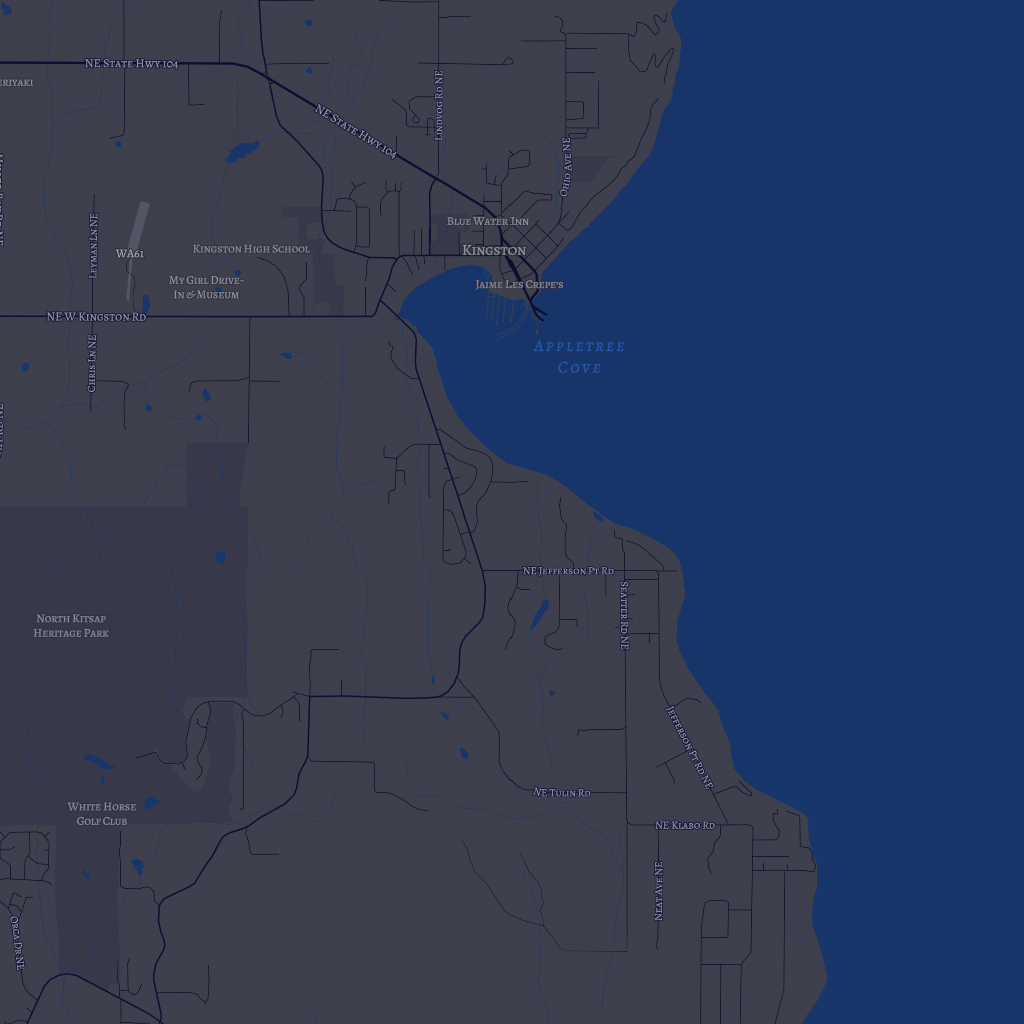 NE State Hwy 104
eriyaki
Lindvog Rd NE
NE State Hwy 104
Ohio Ave NE
Leyman Ln NE
Blue Water Inn
Kingston High School
WA61
Kingston
My Girl Drive-
In & Museum
Jaime Les Crepe's
NE W Kingston Rd
Appletree
Cove
Chris Ln NE
NE Jefferson Pt Rd
Seatter Rd NE
North Kitsap
Heritage Park
Jefferson Pt Rd NE
NE Tulin Rd
White Horse
Golf Club
NE Klabo Rd
Neat Ave NE
Orca Dr NE